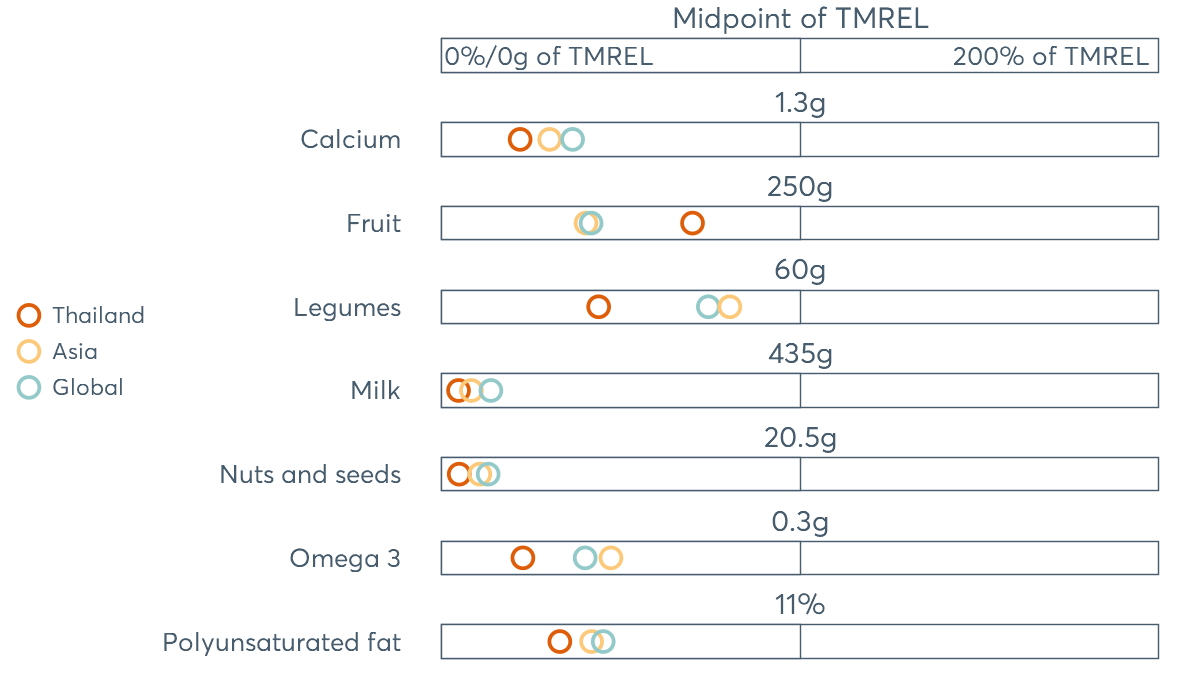 Midpoint of TMREL
0%/0g of TMREL
200% of TMREL
1.3g
Calcium
250g
Fruit
60g
Legumes
435g
Milk
20.5g
Nuts and seeds
0.3g
Omega 3
11%
Polyunsaturated fat
Thailand
Asia
Global